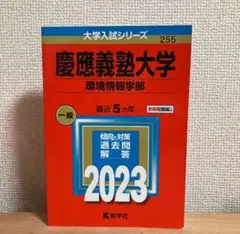 大学入試シリーズ
255
慶應義塾大学
環境情報学部
最近5カ年
一般
傾向と対策
過去問
解答
2023
教学社